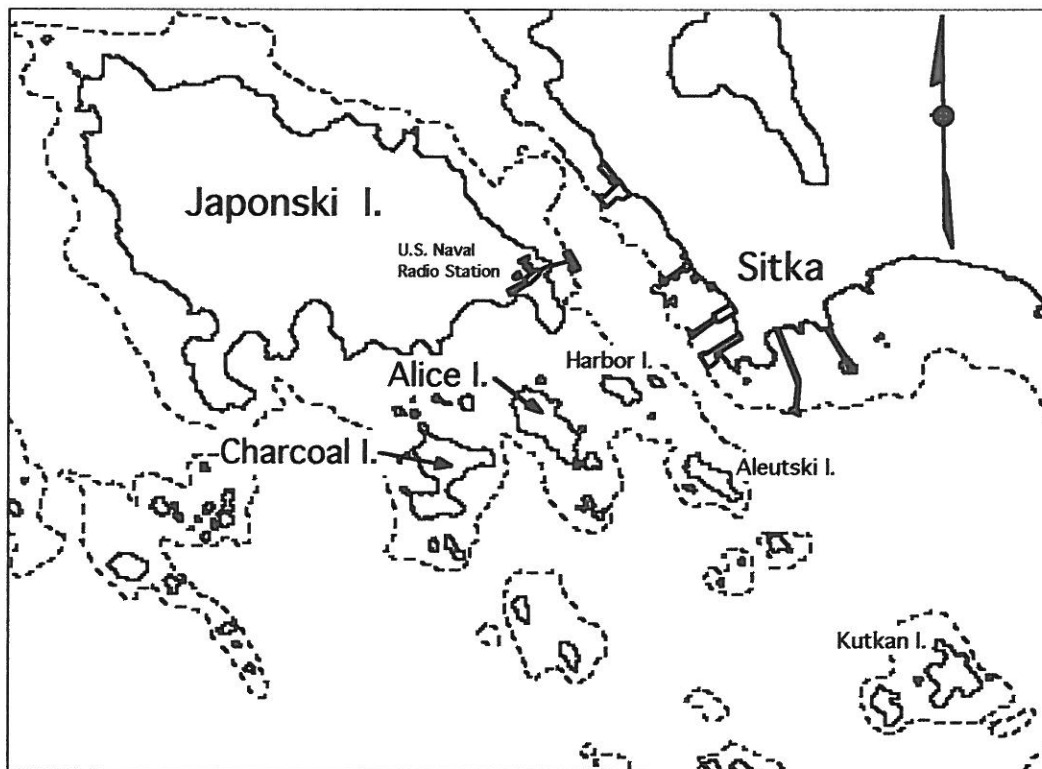 Japonski I.
U.S. Naval
Radio Station
Sitka
Harbor I.
Alice I.
Charcoal I.
Aleutski I.
Kutkan I.